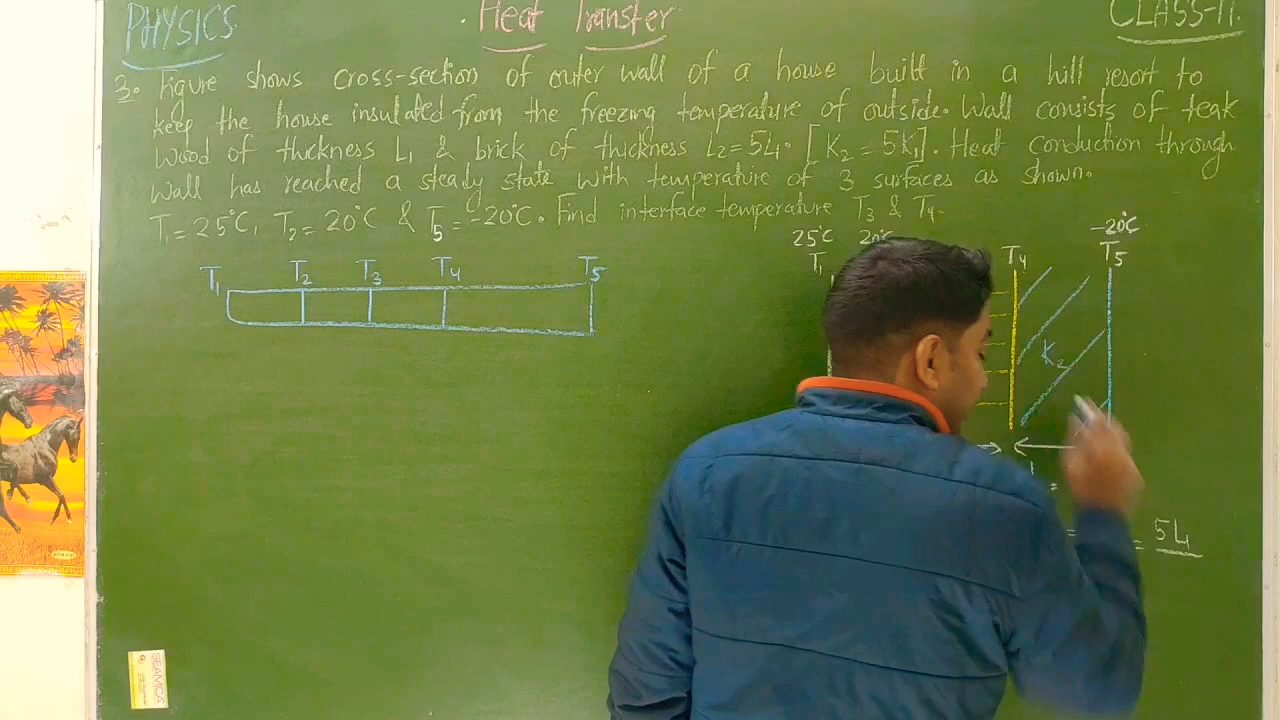 PHYSICS
Heat Transfer
CLASS-11.
3. Figure shows cross-section of outer wall of a house built in a hill resort to
keep the house insulated from the freezing temperature of outside. Wall consists of teak
wood of thickness L₁ & brick of thickness L₂=5L₁. [K₂ = 5K₁]. Heat conduction through
wall has reached a steady state with temperature of 3 surfaces as shown.
T₁ = 25°C, T₂ = 20°C & T₅ = -20°C. Find interface temperature T₃ & T₄.
25°C 20°C -20°C
T₁ T₄ T₅
T₁ T₂ T₃ T₄ T₅
K₂
=
= = 5L₁
SEAMICA